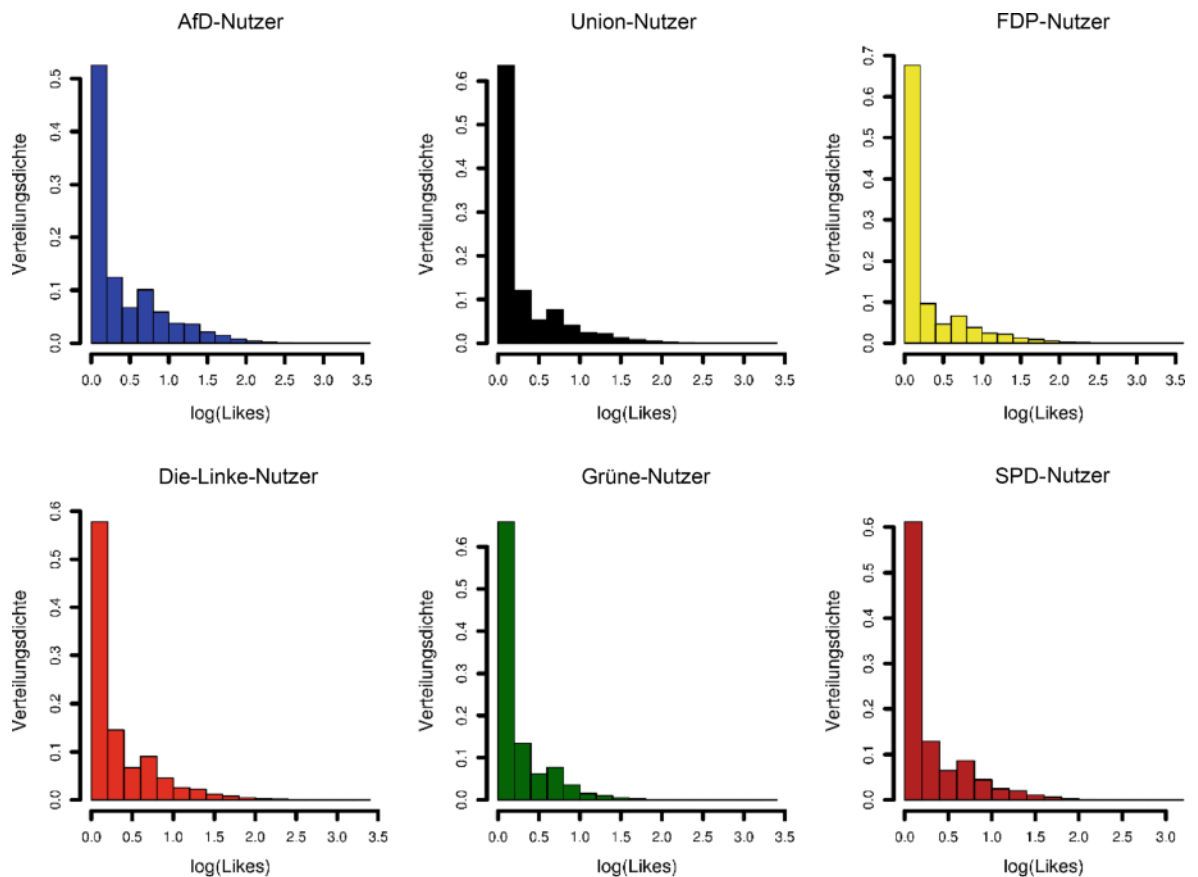 AfD-Nutzer
Verteilungsdichte
0.0 0.1 0.2 0.3 0.4 0.5
0.0 0.5 1.0 1.5 2.0 2.5 3.0 3.5
log(Likes)
Union-Nutzer
Verteilungsdichte
0.0 0.1 0.2 0.3 0.4 0.5 0.6
0.0 0.5 1.0 1.5 2.0 2.5 3.0 3.5
log(Likes)
FDP-Nutzer
Verteilungsdichte
0.0 0.1 0.2 0.3 0.4 0.5 0.6 0.7
0.0 0.5 1.0 1.5 2.0 2.5 3.0 3.5
log(Likes)
Die-Linke-Nutzer
Verteilungsdichte
0.0 0.1 0.2 0.3 0.4 0.5 0.6
0.0 0.5 1.0 1.5 2.0 2.5 3.0 3.5
log(Likes)
Grüne-Nutzer
Verteilungsdichte
0.0 0.1 0.2 0.3 0.4 0.5 0.6
0.0 0.5 1.0 1.5 2.0 2.5 3.0 3.5
log(Likes)
SPD-Nutzer
Verteilungsdichte
0.0 0.1 0.2 0.3 0.4 0.5 0.6
0.0 0.5 1.0 1.5 2.0 2.5 3.0
log(Likes)